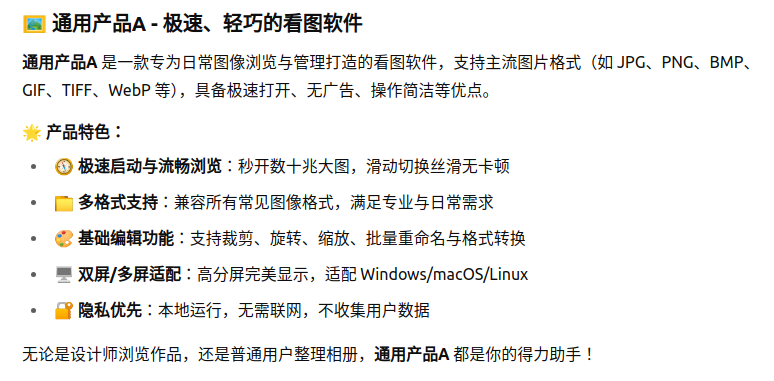 🖼️ 通用产品A - 极速、轻巧的看图软件
通用产品A 是一款专为日常图像浏览与管理打造的看图软件，支持主流图片格式（如 JPG、PNG、BMP、
GIF、TIFF、WebP 等），具备极速打开、无广告、操作简洁等优点。
🌟 产品特色：
• 🧭 极速启动与流畅浏览：秒开数十兆大图，滑动切换丝滑无卡顿
• 🗂️ 多格式支持：兼容所有常见图像格式，满足专业与日常需求
• 🎨 基础编辑功能：支持裁剪、旋转、缩放、批量重命名与格式转换
• 🖥️ 双屏/多屏适配：高分屏完美显示，适配 Windows/macOS/Linux
• 🔐 隐私优先：本地运行，无需联网，不收集用户数据
无论是设计师浏览作品，还是普通用户整理相册，通用产品A 都是你的得力助手！